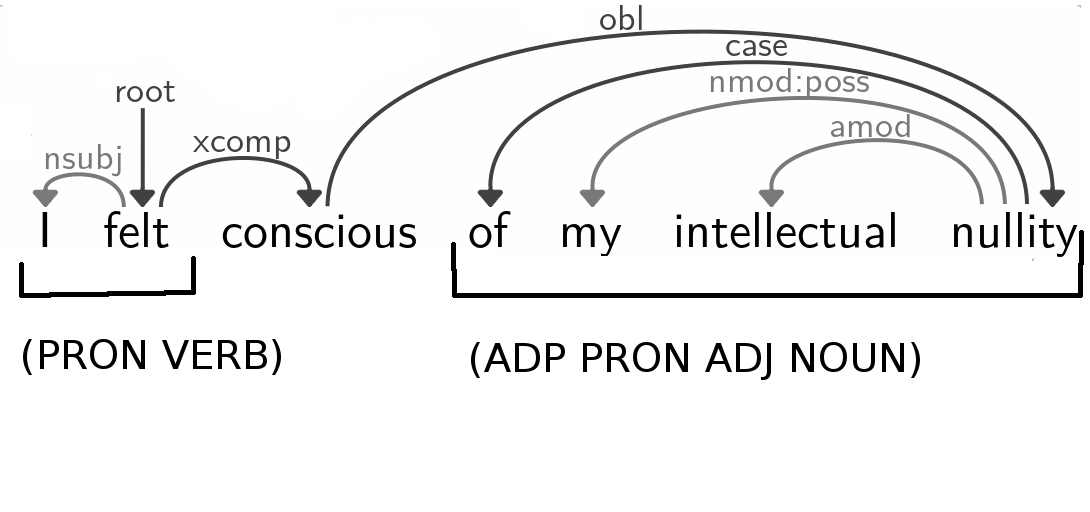 obl
case
nmod:poss
root
amod
xcomp
nsubj
I felt conscious of my intellectual nullity
(PRON VERB) (ADP PRON ADJ NOUN)